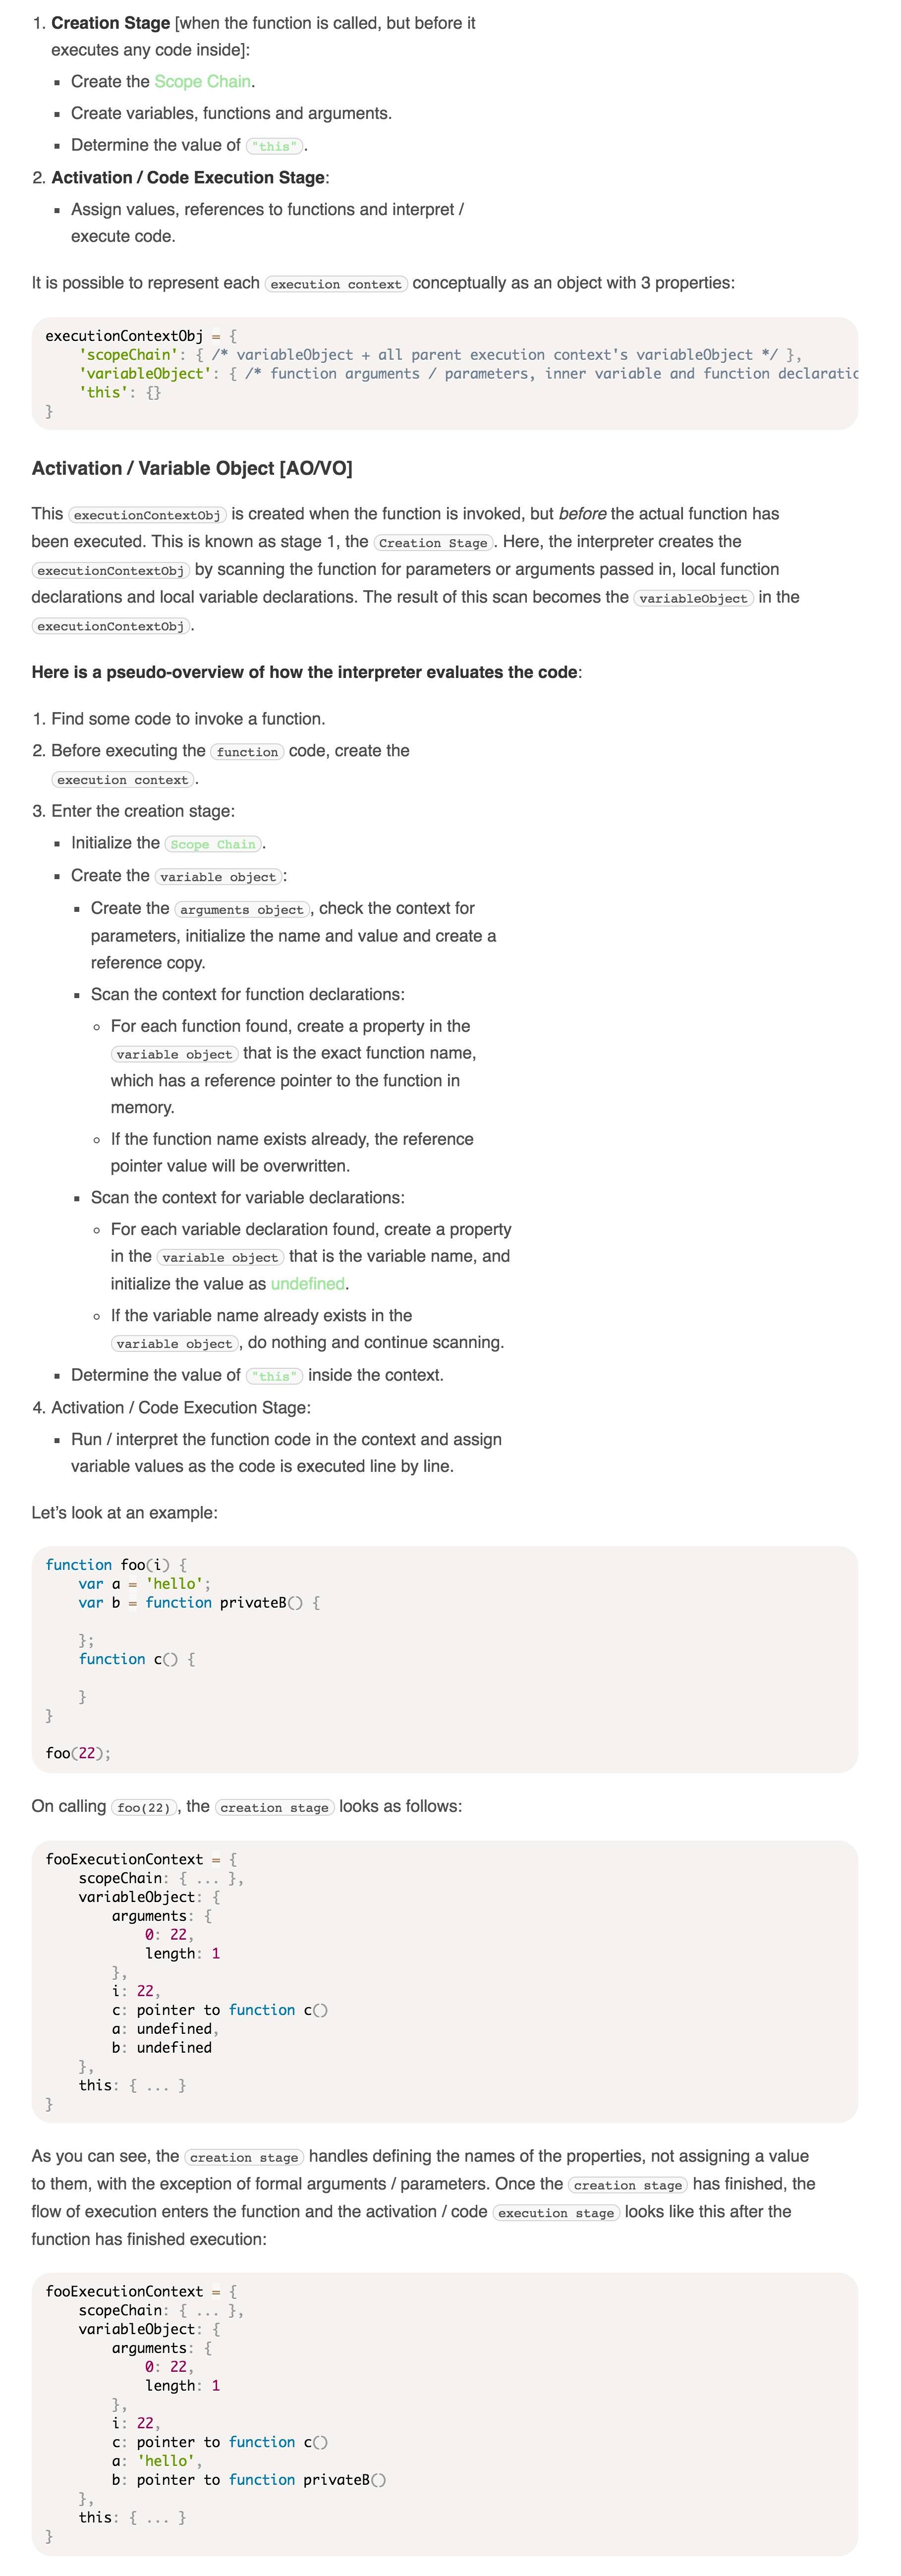 1. Creation Stage [when the function is called, but before it
executes any code inside]:
▪ Create the Scope Chain.
▪ Create variables, functions and arguments.
▪ Determine the value of "this".
2. Activation / Code Execution Stage:
▪ Assign values, references to functions and interpret /
execute code.
It is possible to represent each execution context conceptually as an object with 3 properties:
executionContextObj = {
    'scopeChain': { /* variableObject + all parent execution context's variableObject */ },
    'variableObject': { /* function arguments / parameters, inner variable and function declaratic
    'this': {}
}
Activation / Variable Object [AO/VO]
This executionContextObj is created when the function is invoked, but before the actual function has
been executed. This is known as stage 1, the Creation Stage. Here, the interpreter creates the
executionContextObj by scanning the function for parameters or arguments passed in, local function
declarations and local variable declarations. The result of this scan becomes the variableObject in the
executionContextObj.
Here is a pseudo-overview of how the interpreter evaluates the code:
1. Find some code to invoke a function.
2. Before executing the function code, create the
execution context.
3. Enter the creation stage:
▪ Initialize the Scope Chain.
▪ Create the variable object:
▪ Create the arguments object, check the context for
parameters, initialize the name and value and create a
reference copy.
▪ Scan the context for function declarations:
◦ For each function found, create a property in the
variable object that is the exact function name,
which has a reference pointer to the function in
memory.
◦ If the function name exists already, the reference
pointer value will be overwritten.
▪ Scan the context for variable declarations:
◦ For each variable declaration found, create a property
in the variable object that is the variable name, and
initialize the value as undefined.
◦ If the variable name already exists in the
variable object, do nothing and continue scanning.
▪ Determine the value of "this" inside the context.
4. Activation / Code Execution Stage:
▪ Run / interpret the function code in the context and assign
variable values as the code is executed line by line.
Let’s look at an example:
function foo(i) {
    var a = 'hello';
    var b = function privateB() {
    };
    function c() {
    }
}
foo(22);
On calling foo(22), the creation stage looks as follows:
fooExecutionContext = {
    scopeChain: { ... },
    variableObject: {
        arguments: {
            0: 22,
            length: 1
        },
        i: 22,
        c: pointer to function c()
        a: undefined,
        b: undefined
    },
    this: { ... }
}
As you can see, the creation stage handles defining the names of the properties, not assigning a value
to them, with the exception of formal arguments / parameters. Once the creation stage has finished, the
flow of execution enters the function and the activation / code execution stage looks like this after the
function has finished execution:
fooExecutionContext = {
    scopeChain: { ... },
    variableObject: {
        arguments: {
            0: 22,
            length: 1
        },
        i: 22,
        c: pointer to function c()
        a: 'hello',
        b: pointer to function privateB()
    },
    this: { ... }
}